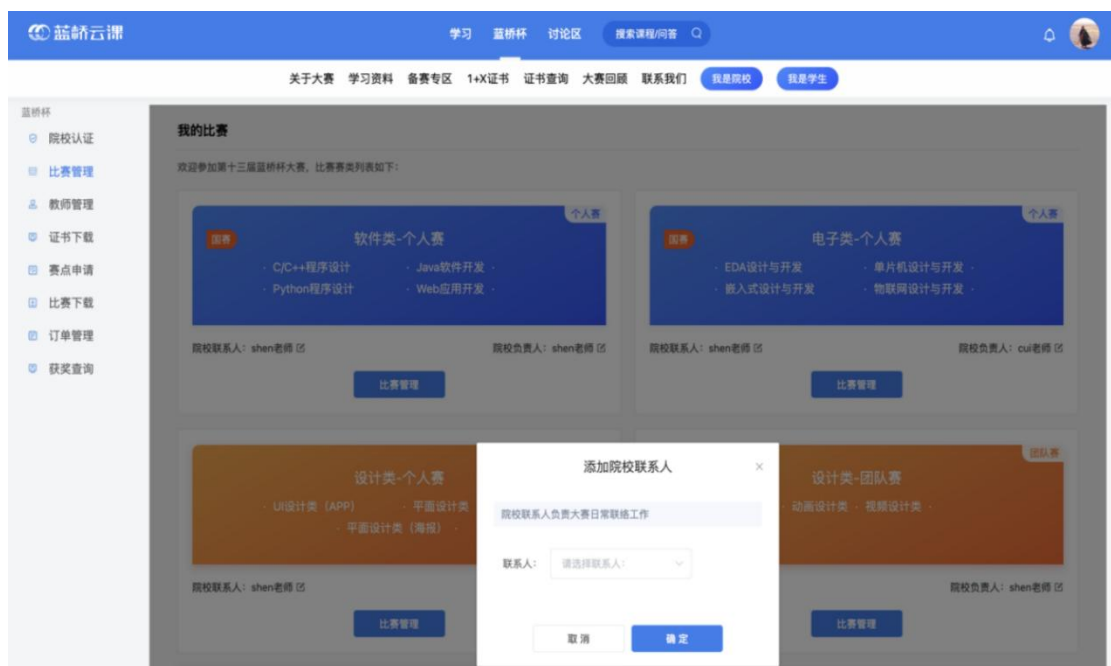 蓝桥云课
学习 蓝桥杯 讨论区 搜索课程/问答
关于大赛 学习资料 备赛专区 1+X证书 证书查询 大赛回顾 联系我们 我是院校 我是学生
蓝桥杯
院校认证
比赛管理
教师管理
证书下载
赛点申请
比赛下载
订单管理
获奖查询
我的比赛
欢迎参加第十三届蓝桥杯大赛，比赛赛类列表如下：
个人赛
国赛 软件类-个人赛
· C/C++程序设计 · Java软件开发 ·
· Python程序设计 · Web应用开发 ·
院校联系人：shen老师 院校负责人：shen老师
比赛管理
个人赛
国赛 电子类-个人赛
· EDA设计与开发 · 单片机设计与开发 ·
· 嵌入式设计与开发 · 物联网设计与开发 ·
院校联系人：shen老师 院校负责人：cui老师
比赛管理
设计类-个人赛
· UI设计类（APP） · 平面设计类
· 平面设计类（海报） ·
院校联系人：shen老师
比赛管理
团队赛
设计类-团队赛
动画设计类 · 视频设计类 ·
院校负责人：shen老师
比赛管理
添加院校联系人 ×
院校联系人负责大赛日常联络工作
联系人： 请选择联系人：
取消 确定